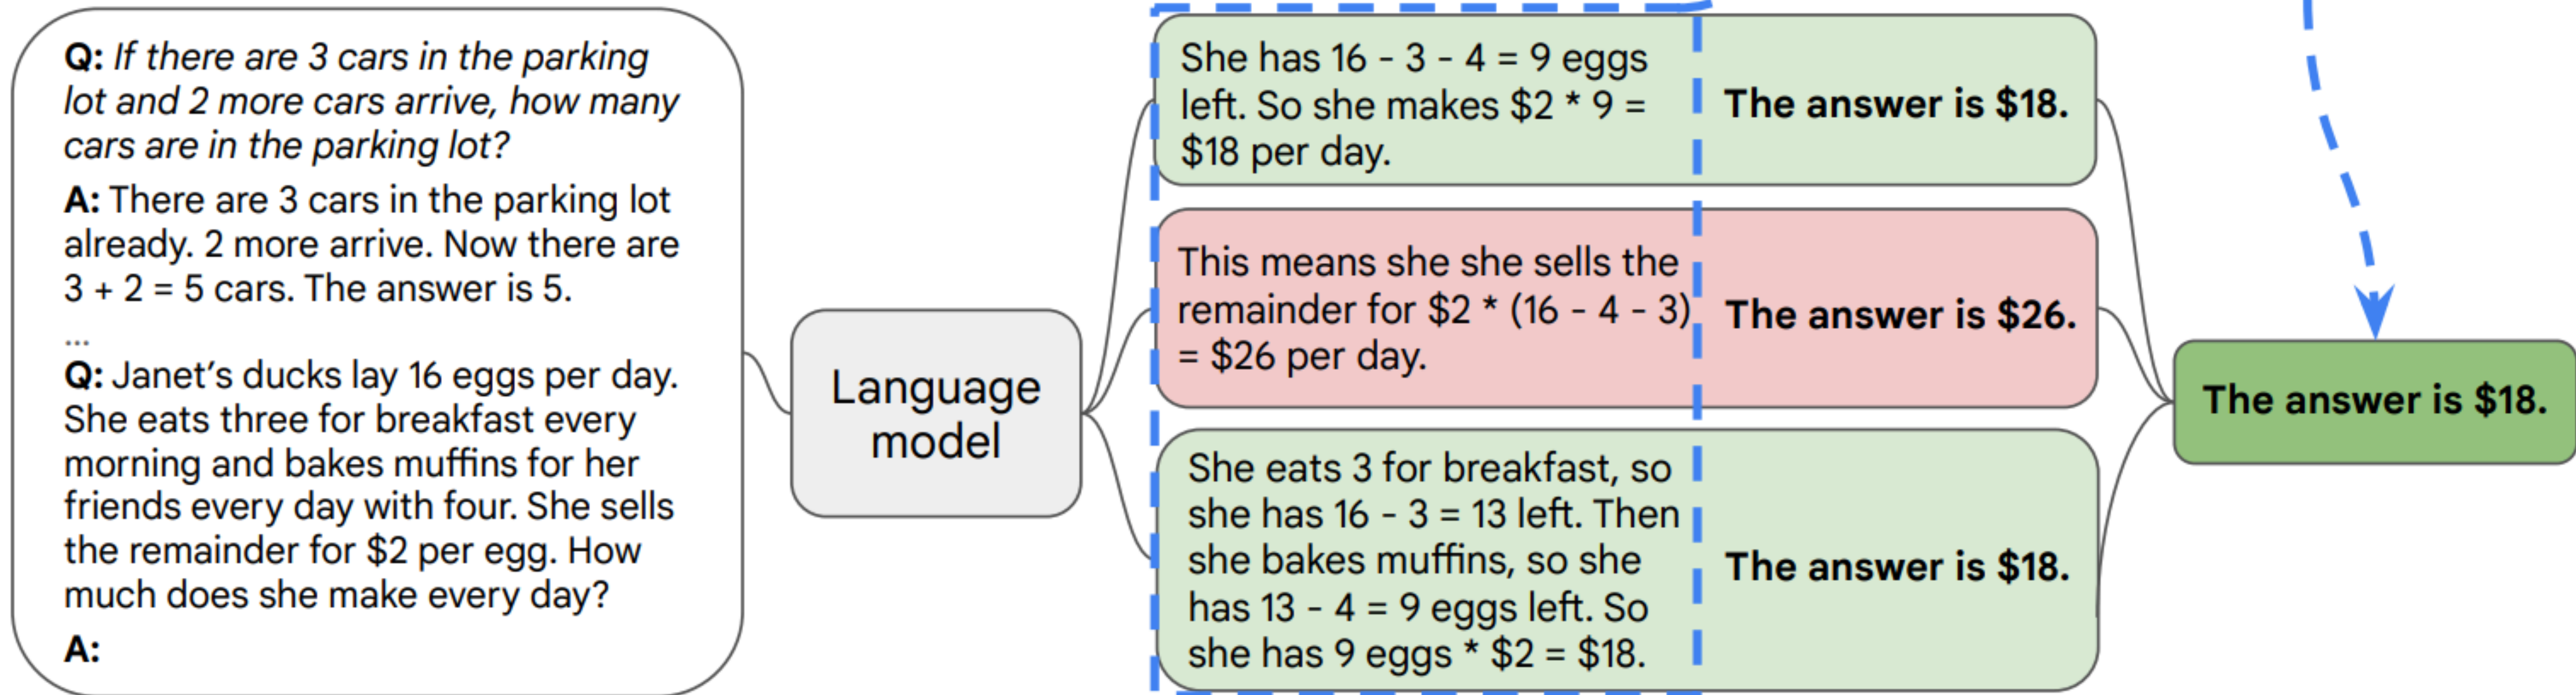 Q: If there are 3 cars in the parking
lot and 2 more cars arrive, how many
cars are in the parking lot?
A: There are 3 cars in the parking lot
already. 2 more arrive. Now there are
3 + 2 = 5 cars. The answer is 5.
...
Q: Janet’s ducks lay 16 eggs per day.
She eats three for breakfast every
morning and bakes muffins for her
friends every day with four. She sells
the remainder for $2 per egg. How
much does she make every day?
A:
Language
model
She has 16 - 3 - 4 = 9 eggs
left. So she makes $2 * 9 =
$18 per day.
The answer is $18.
This means she she sells the
remainder for $2 * (16 - 4 - 3)
= $26 per day.
The answer is $26.
She eats 3 for breakfast, so
she has 16 - 3 = 13 left. Then
she bakes muffins, so she
has 13 - 4 = 9 eggs left. So
she has 9 eggs * $2 = $18.
The answer is $18.
The answer is $18.